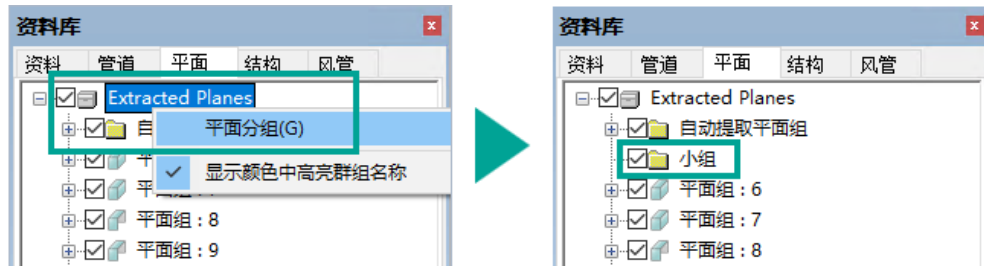 资料库
资料 管道 平面 结构 风管
Extracted Planes
自
平面分组(G)
平
显示颜色中高亮群组名称
平
平面组 : 8
平面组 : 9
资料库
资料 管道 平面 结构 风管
Extracted Planes
自动提取平面组
小组
平面组 : 6
平面组 : 7
平面组 : 8